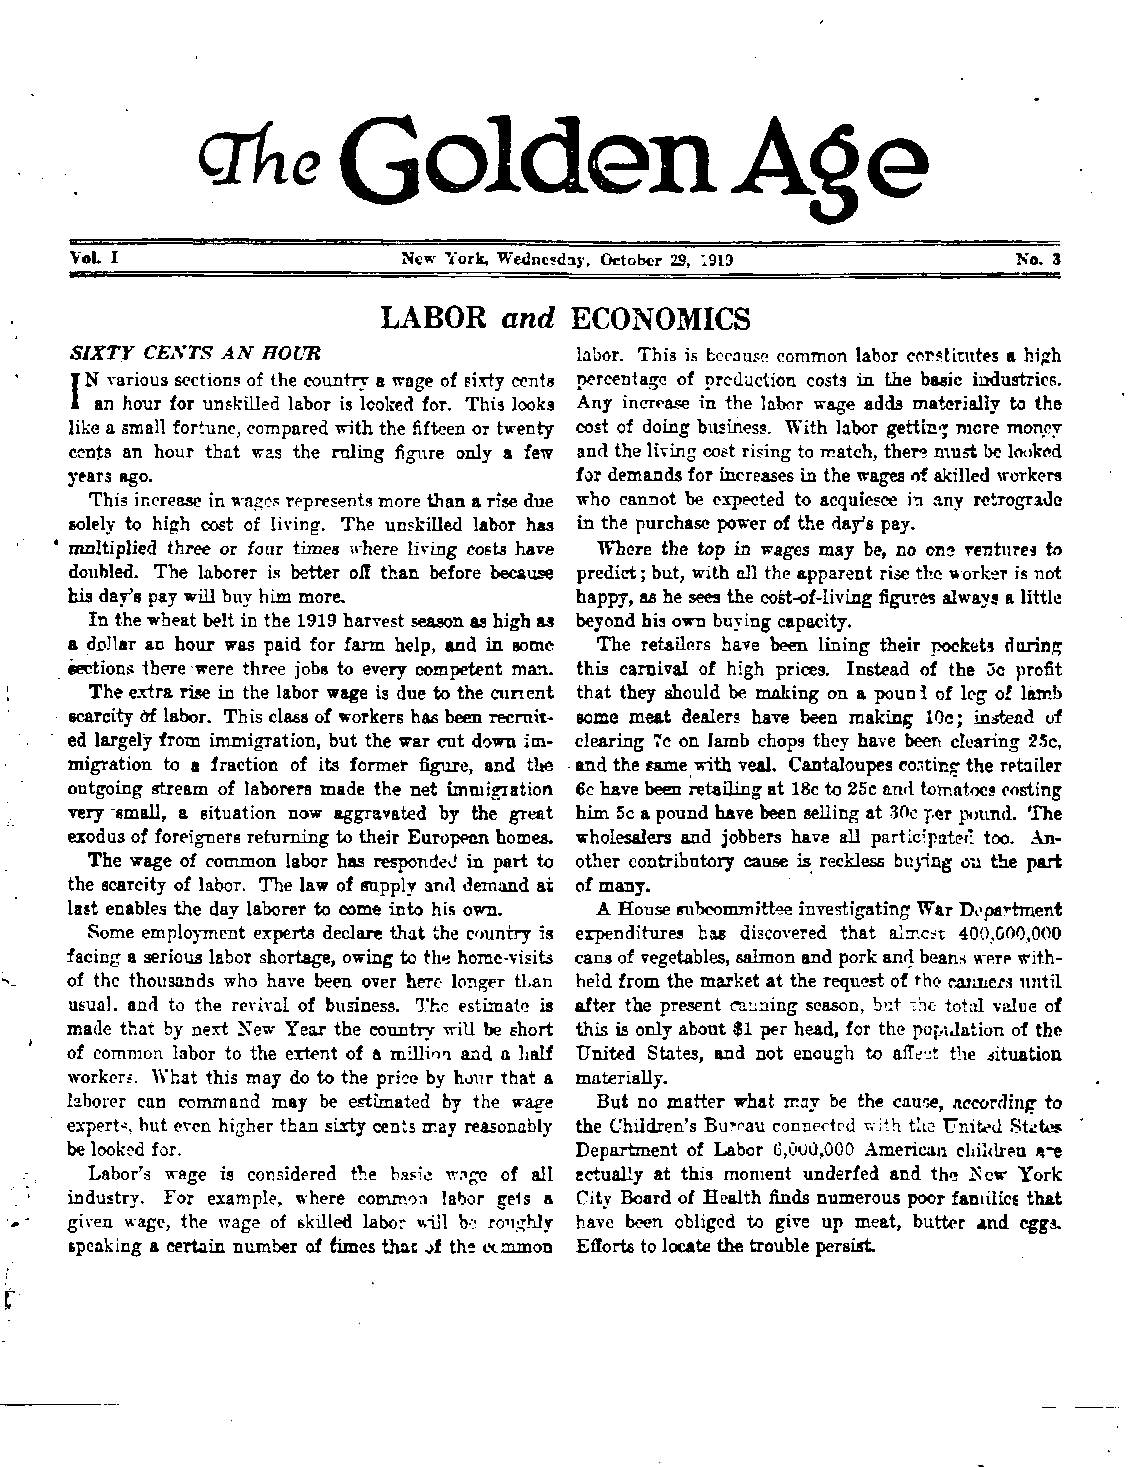 The Golden Age
Vol. I New York, Wednesday, October 29, 1919 No. 3
LABOR and ECONOMICS
SIXTY CENTS AN HOUR
IN various sections of the country a wage of sixty cents
an hour for unskilled labor is looked for. This looks
like a small fortune, compared with the fifteen or twenty
cents an hour that was the ruling figure only a few
years ago.
This increase in wages represents more than a rise due
solely to high cost of living. The unskilled labor has
multiplied three or four times where living costs have
doubled. The laborer is better off than before because
his day's pay will buy him more.
In the wheat belt in the 1919 harvest season as high as
a dollar an hour was paid for farm help, and in some
sections there were three jobs to every competent man.
The extra rise in the labor wage is due to the current
scarcity of labor. This class of workers has been recruit-
ed largely from immigration, but the war cut down im-
migration to a fraction of its former figure, and the
outgoing stream of laborers made the net immigration
very small, a situation now aggravated by the great
exodus of foreigners returning to their European homes.
The wage of common labor has responded in part to
the scarcity of labor. The law of supply and demand at
last enables the day laborer to come into his own.
Some employment experts declare that the country is
facing a serious labor shortage, owing to the home-visits
of the thousands who have been over here longer than
usual, and to the revival of business. The estimate is
made that by next New Year the country will be short
of common labor to the extent of a million and a half
workers. What this may do to the price by hour that a
laborer can command may be estimated by the wage
experts, but even higher than sixty cents may reasonably
be looked for.
Labor's wage is considered the basic wage of all
industry. For example, where common labor gets a
given wage, the wage of skilled labor will be roughly
speaking a certain number of times that of the common
labor. This is because common labor constitutes a high
percentage of production costs in the basic industries.
Any increase in the labor wage adds materially to the
cost of doing business. With labor getting more money
and the living cost rising to match, there must be looked
for demands for increases in the wages of skilled workers
who cannot be expected to acquiesce in any retrograde
in the purchase power of the day's pay.
Where the top in wages may be, no one ventures to
predict; but, with all the apparent rise the worker is not
happy, as he sees the cost-of-living figures always a little
beyond his own buying capacity.
The retailers have been lining their pockets during
this carnival of high prices. Instead of the 5c profit
that they should be making on a pound of leg of lamb
some meat dealers have been making 10c; instead of
clearing 7c on lamb chops they have been clearing 25c,
and the same with veal. Cantaloupes costing the retailer
6c have been retailing at 18c to 25c and tomatoes costing
him 5c a pound have been selling at 30c per pound. The
wholesalers and jobbers have all participated too. An-
other contributory cause is reckless buying on the part
of many.
A House subcommittee investigating War Department
expenditures has discovered that almost 400,000,000
cans of vegetables, salmon and pork and beans were with-
held from the market at the request of the canners until
after the present canning season, but the total value of
this is only about $1 per head, for the population of the
United States, and not enough to affect the situation
materially.
But no matter what may be the cause, according to
the Children's Bureau connected with the United States
Department of Labor 6,000,000 American children are
actually at this moment underfed and the New York
City Board of Health finds numerous poor families that
have been obliged to give up meat, butter and eggs.
Efforts to locate the trouble persist.